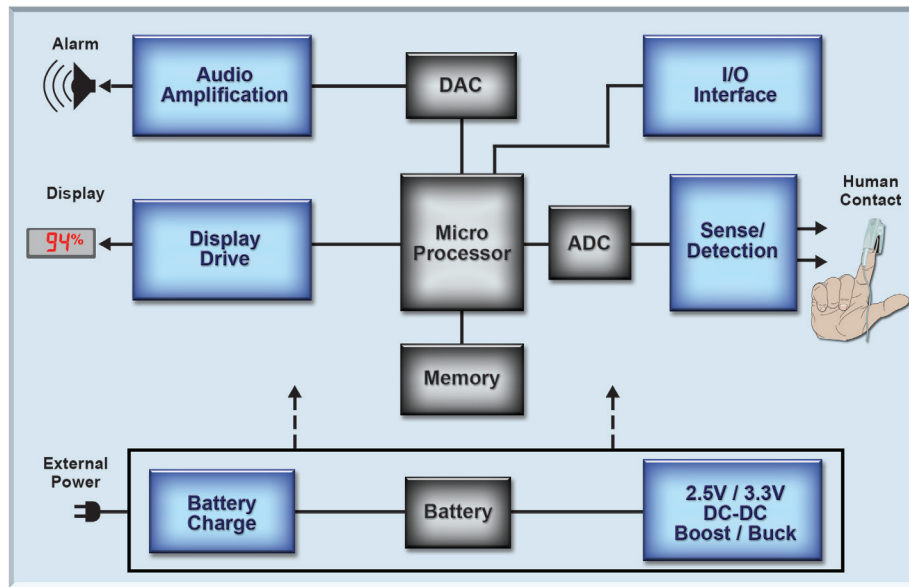 Alarm
Audio
Amplification
DAC
I/O
Interface
Display
94%
Display
Drive
Micro
Processor
ADC
Sense/
Detection
Human
Contact
Memory
External
Power
Battery
Charge
Battery
2.5V / 3.3V
DC-DC
Boost / Buck